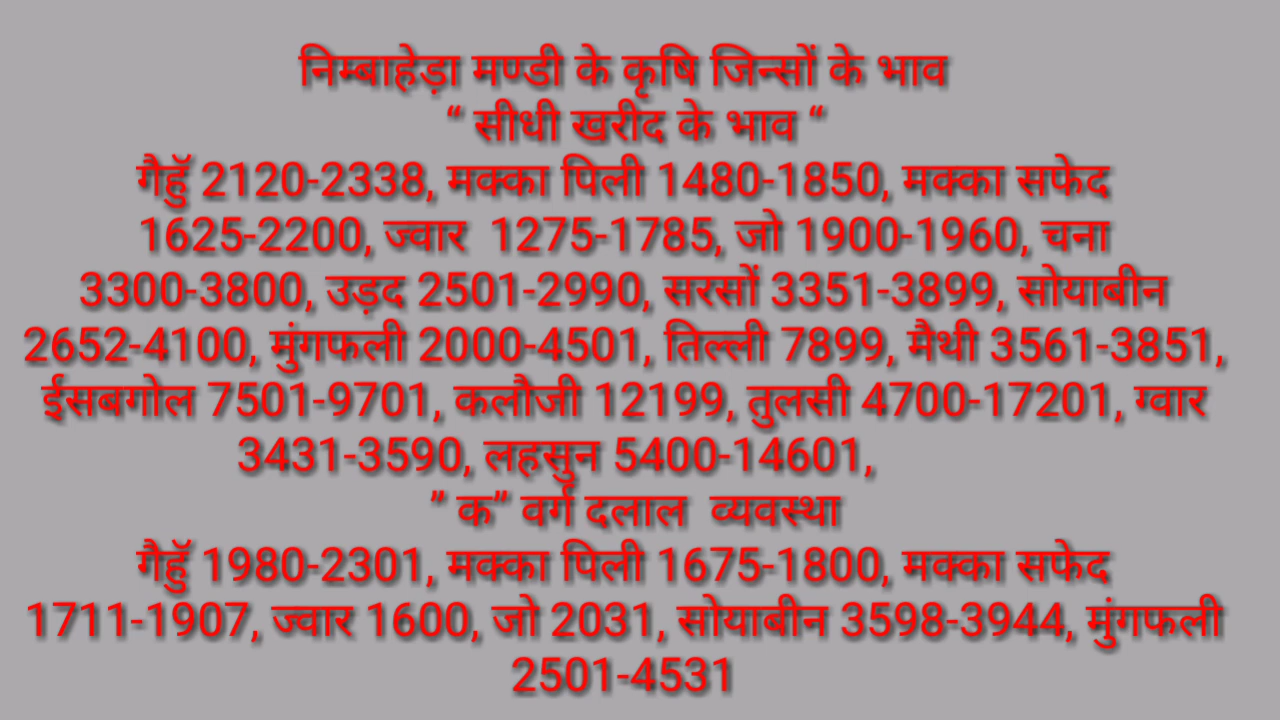 निम्बाहेड़ा मण्डी के कृषि जिन्सों के भाव
“ सीधी खरीद के भाव “
गैहुॅ 2120-2338, मक्का पिली 1480-1850, मक्का सफेद
1625-2200, ज्वार 1275-1785, जो 1900-1960, चना
3300-3800, उड़द 2501-2990, सरसों 3351-3899, सोयाबीन
2652-4100, मुंगफली 2000-4501, तिल्ली 7899, मैथी 3561-3851,
ईसबगोल 7501-9701, कलौजी 12199, तुलसी 4700-17201, ग्वार
3431-3590, लहसुन 5400-14601,
” क” वर्ग दलाल व्यवस्था
गैहुॅ 1980-2301, मक्का पिली 1675-1800, मक्का सफेद
1711-1907, ज्वार 1600, जो 2031, सोयाबीन 3598-3944, मुंगफली
2501-4531